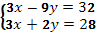 3x − 9y = 32
3x + 2y = 28